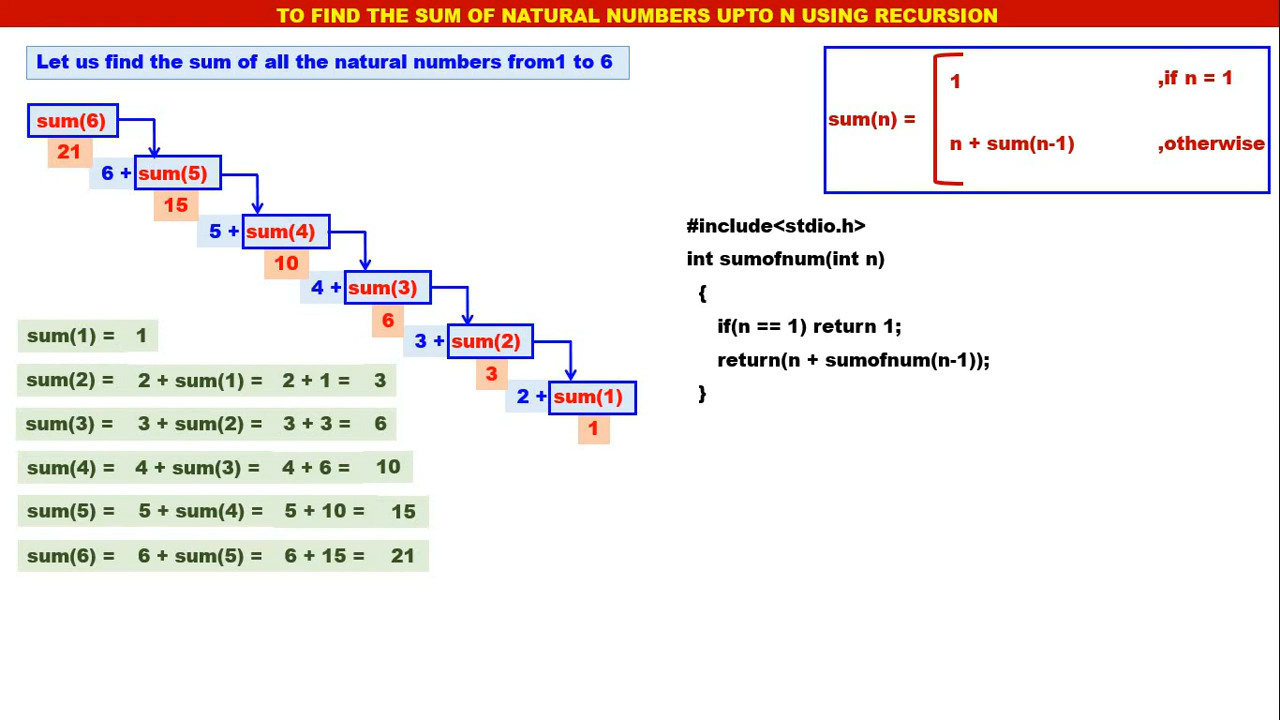 TO FIND THE SUM OF NATURAL NUMBERS UPTO N USING RECURSION
Let us find the sum of all the natural numbers from1 to 6
sum(6)
21
6 + sum(5)
15
5 + sum(4)
10
4 + sum(3)
6
3 + sum(2)
3
2 + sum(1)
1
sum(1) = 1
sum(2) = 2 + sum(1) = 2 + 1 = 3
sum(3) = 3 + sum(2) = 3 + 3 = 6
sum(4) = 4 + sum(3) = 4 + 6 = 10
sum(5) = 5 + sum(4) = 5 + 10 = 15
sum(6) = 6 + sum(5) = 6 + 15 = 21
1 ,if n = 1
sum(n) =
n + sum(n-1) ,otherwise
#include<stdio.h>
int sumofnum(int n)
{
if(n == 1) return 1;
return(n + sumofnum(n-1));
}